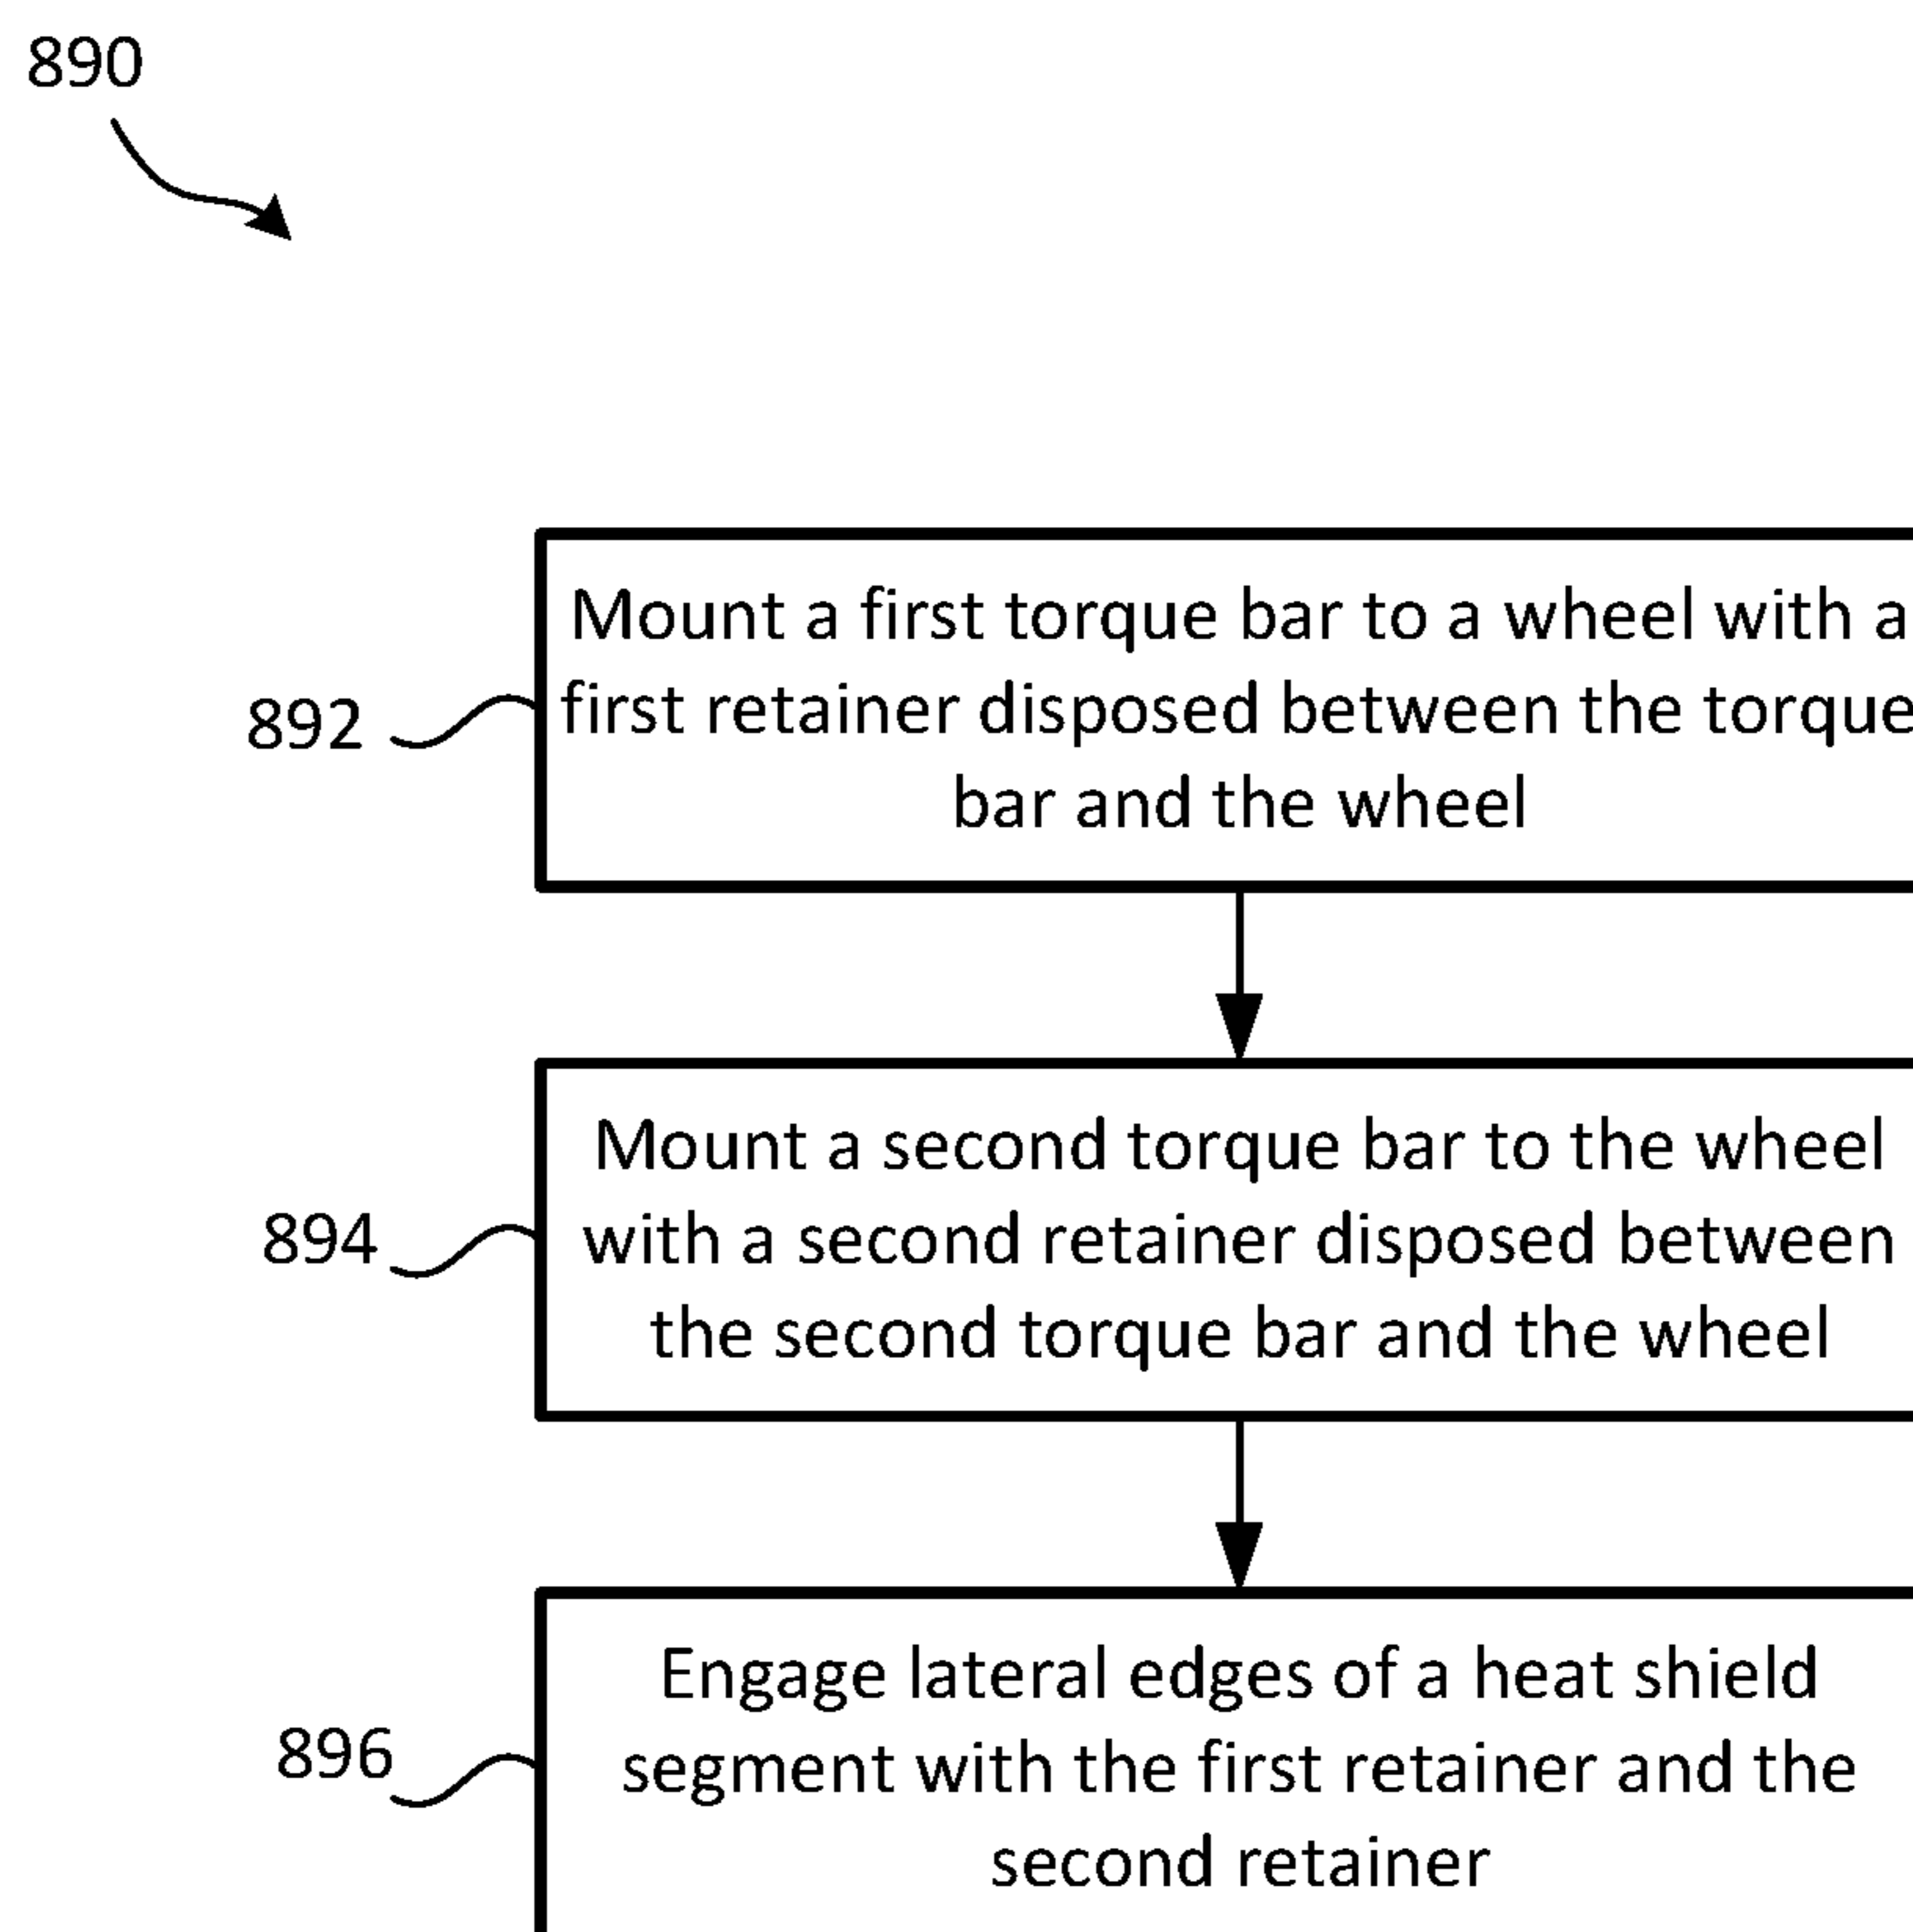 890
Mount a first torque bar to a wheel with a
892
first retainer disposed between the torque
bar and the wheel
Mount a second torque bar to the wheel
894
with a second retainer disposed between
the second torque bar and the wheel
Engage lateral edges of a heat shield
896
segment with the first retainer and the
second retainer